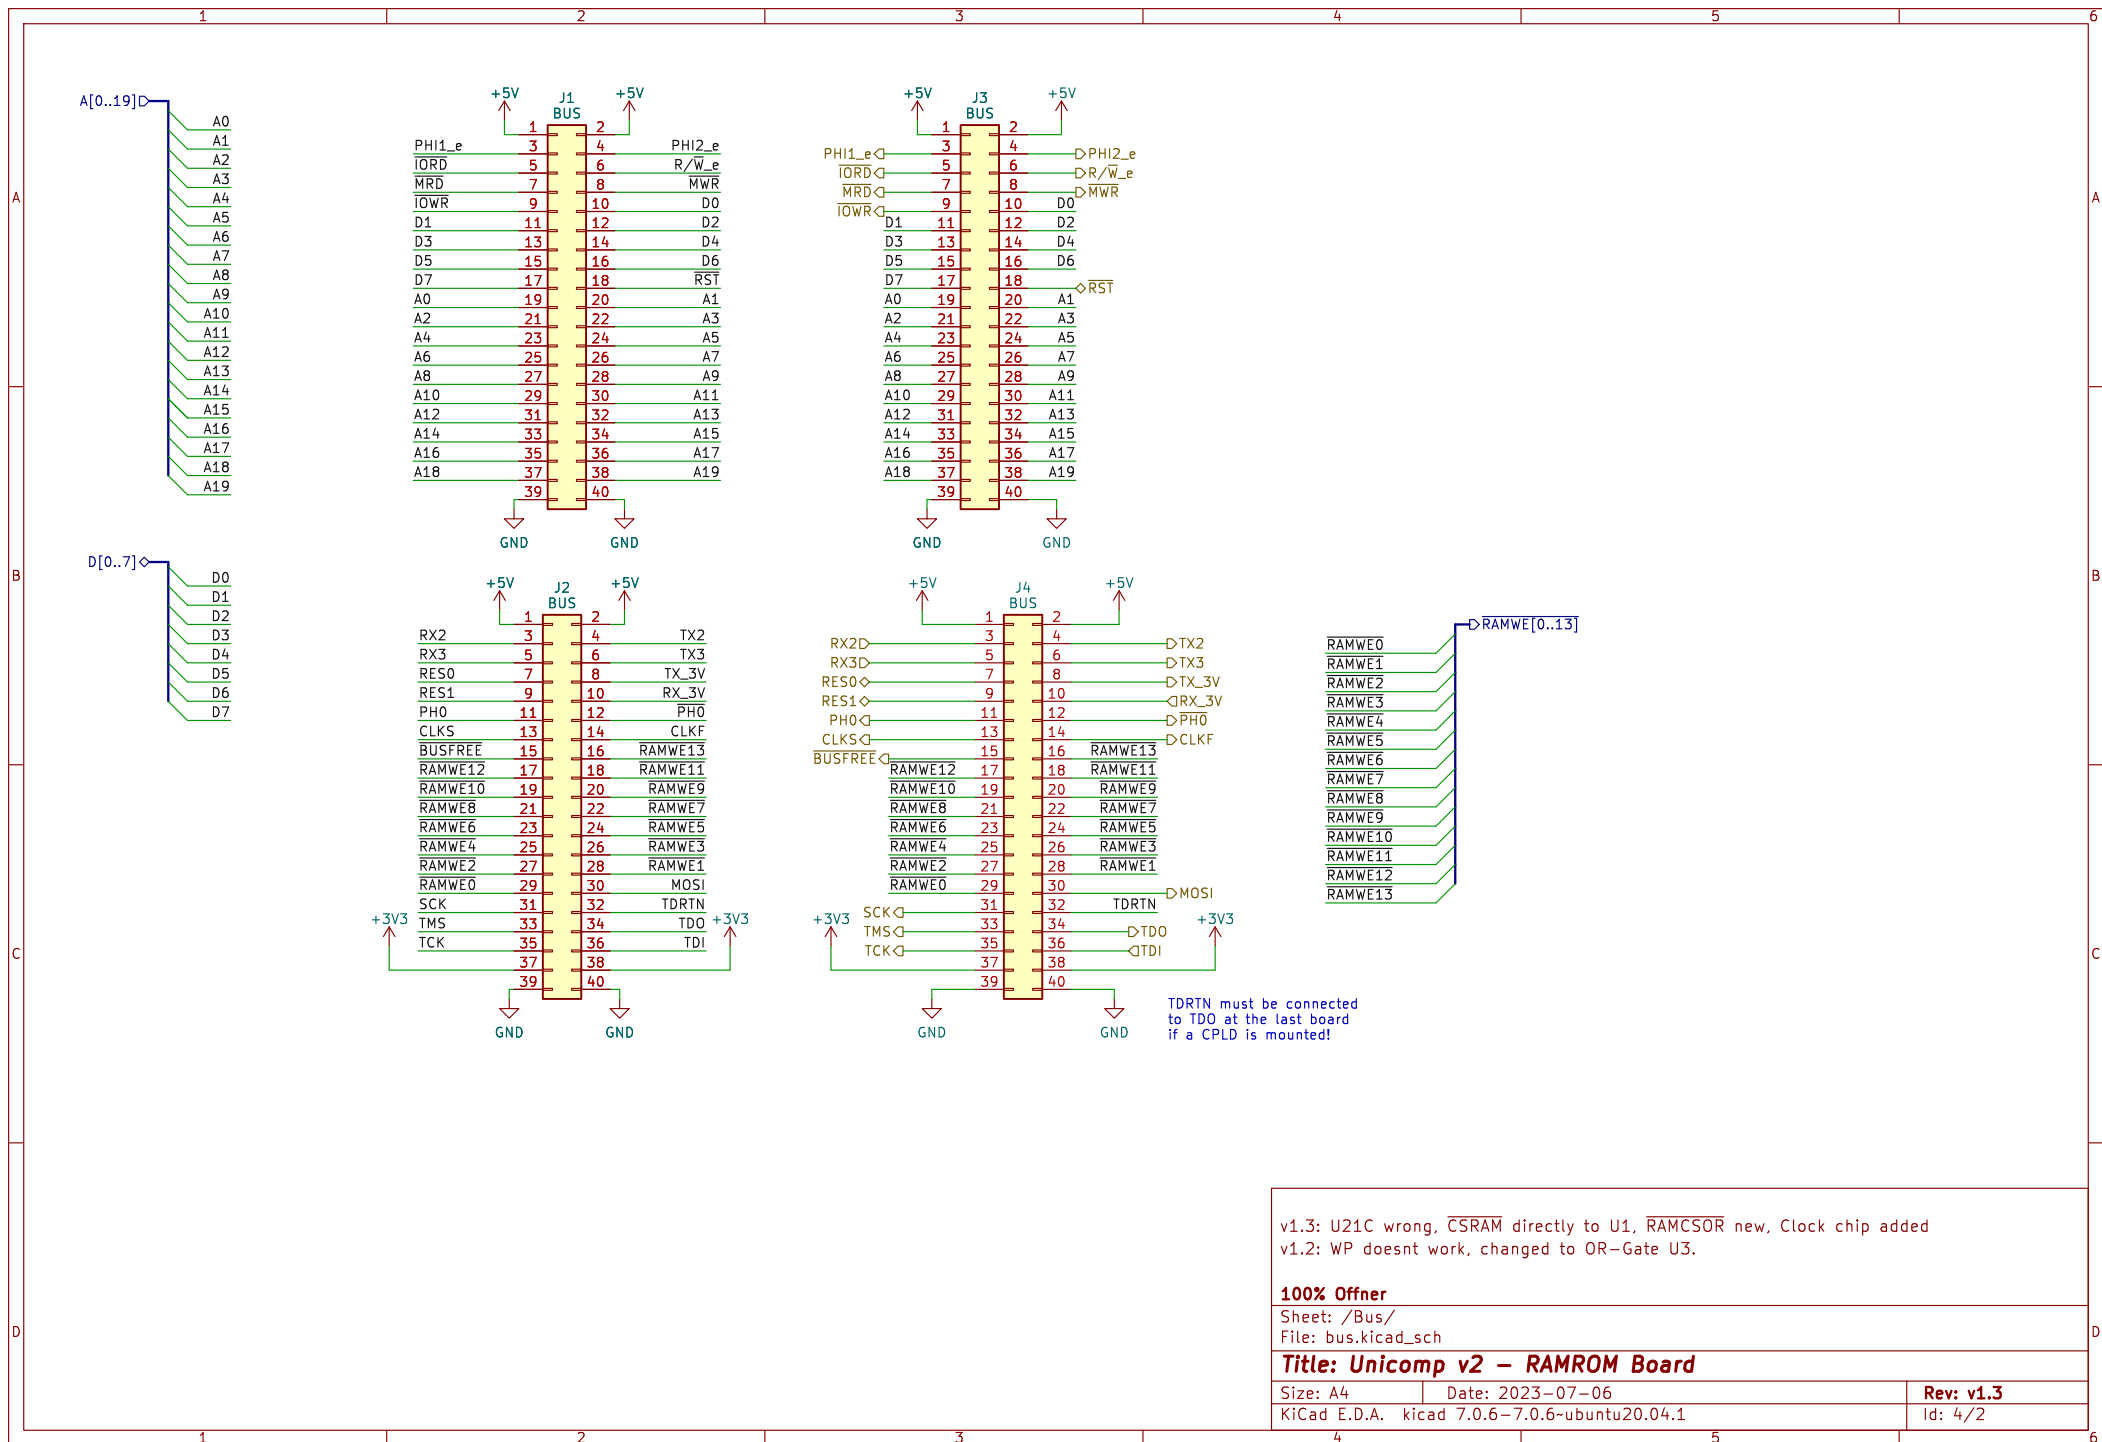 1 2 3 4 5 6
A
B
C
D
A[0..19]
A0
A1
A2
A3
A4
A5
A6
A7
A8
A9
A10
A11
A12
A13
A14
A15
A16
A17
A18
A19
D[0..7]
D0
D1
D2
D3
D4
D5
D6
D7
+5V J1 +5V
BUS
1 2
PHI1_e 3 4 PHI2_e
IORD 5 6 R/W_e
MRD 7 8 MWR
IOWR 9 10 D0
D1 11 12 D2
D3 13 14 D4
D5 15 16 D6
D7 17 18 RST
A0 19 20 A1
A2 21 22 A3
A4 23 24 A5
A6 25 26 A7
A8 27 28 A9
A10 29 30 A11
A12 31 32 A13
A14 33 34 A15
A16 35 36 A17
A18 37 38 A19
39 40
GND GND
+5V J3 +5V
BUS
1 2
PHI1_e 3 4 PHI2_e
IORD 5 6 R/W_e
MRD 7 8 MWR
IOWR 9 10 D0
D1 11 12 D2
D3 13 14 D4
D5 15 16 D6
D7 17 18 RST
A0 19 20 A1
A2 21 22 A3
A4 23 24 A5
A6 25 26 A7
A8 27 28 A9
A10 29 30 A11
A12 31 32 A13
A14 33 34 A15
A16 35 36 A17
A18 37 38 A19
39 40
GND GND
+5V J2 +5V
BUS
1 2
RX2 3 4 TX2
RX3 5 6 TX3
RES0 7 8 TX_3V
RES1 9 10 RX_3V
PH0 11 12 PH0
CLKS 13 14 CLKF
BUSFREE 15 16 RAMWE13
RAMWE12 17 18 RAMWE11
RAMWE10 19 20 RAMWE9
RAMWE8 21 22 RAMWE7
RAMWE6 23 24 RAMWE5
RAMWE4 25 26 RAMWE3
RAMWE2 27 28 RAMWE1
RAMWE0 29 30 MOSI
SCK 31 32 TDRTN
+3V3 TMS 33 34 TDO +3V3
TCK 35 36 TDI
37 38
39 40
GND GND
+5V J4 +5V
BUS
1 2
RX2 3 4 TX2
RX3 5 6 TX3
RES0 7 8 TX_3V
RES1 9 10 RX_3V
PH0 11 12 PH0
CLKS 13 14 CLKF
BUSFREE 15 16 RAMWE13
RAMWE12 17 18 RAMWE11
RAMWE10 19 20 RAMWE9
RAMWE8 21 22 RAMWE7
RAMWE6 23 24 RAMWE5
RAMWE4 25 26 RAMWE3
RAMWE2 27 28 RAMWE1
RAMWE0 29 30 MOSI
SCK 31 32 TDRTN
+3V3 TMS 33 34 TDO +3V3
TCK 35 36 TDI
37 38
39 40
GND GND
TDRTN must be connected
to TDO at the last board
if a CPLD is mounted!
RAMWE[0..13]
RAMWE0
RAMWE1
RAMWE2
RAMWE3
RAMWE4
RAMWE5
RAMWE6
RAMWE7
RAMWE8
RAMWE9
RAMWE10
RAMWE11
RAMWE12
RAMWE13
A
B
C
D
v1.3: U21C wrong, CSRAM directly to U1, RAMCSOR new, Clock chip added
v1.2: WP doesnt work, changed to OR-Gate U3.
100% Offner
Sheet: /Bus/
File: bus.kicad_sch
Title: Unicomp v2 - RAMROM Board
Size: A4 Date: 2023-07-06 Rev: v1.3
KiCad E.D.A. kicad 7.0.6-7.0.6~ubuntu20.04.1 Id: 4/2
1 2 3 4 5 6